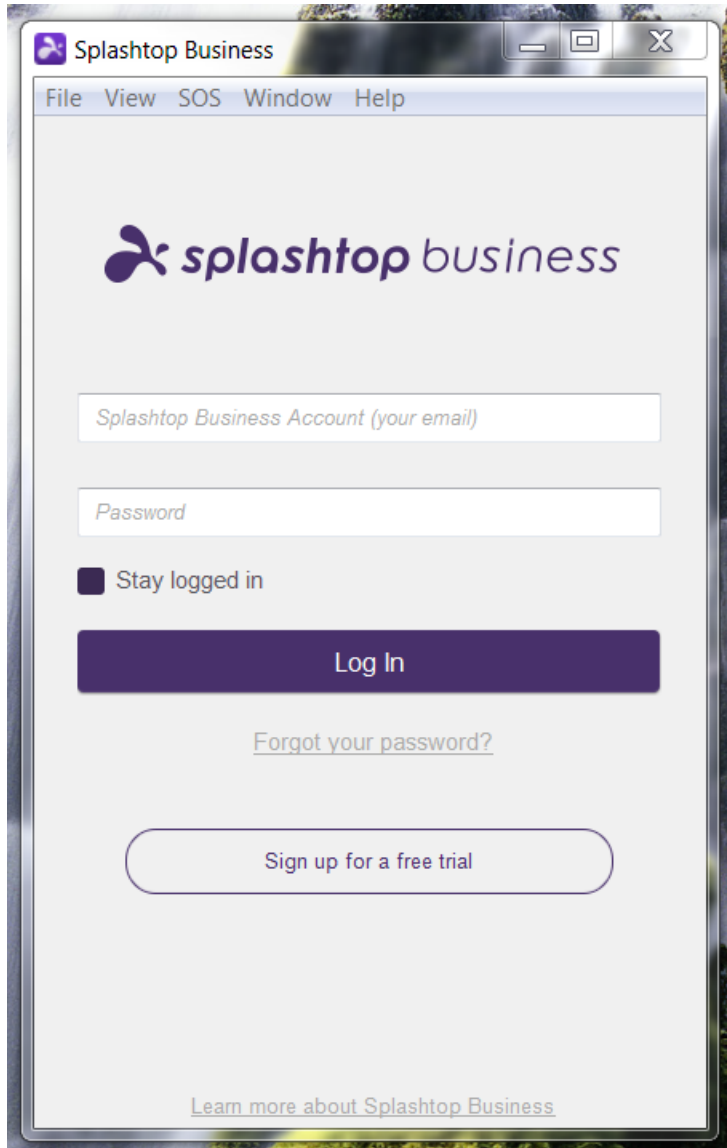 Splashtop Business
File View SOS Window Help
splashtop business
Splashtop Business Account (your email)
Password
Stay logged in
Log In
Forgot your password?
Sign up for a free trial
Learn more about Splashtop Business